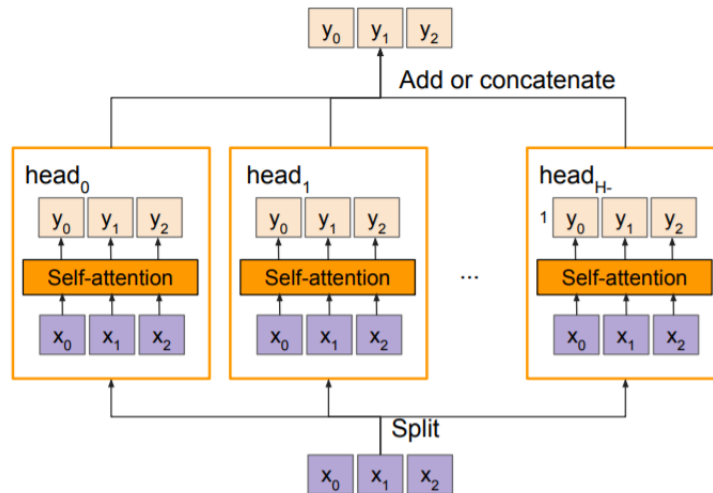 y₀ y₁ y₂
Add or concatenate
head₀ head₁ head_H-
1
y₀ y₁ y₂ y₀ y₁ y₂ y₀ y₁ y₂
Self-attention Self-attention ... Self-attention
x₀ x₁ x₂ x₀ x₁ x₂ x₀ x₁ x₂
Split
x₀ x₁ x₂